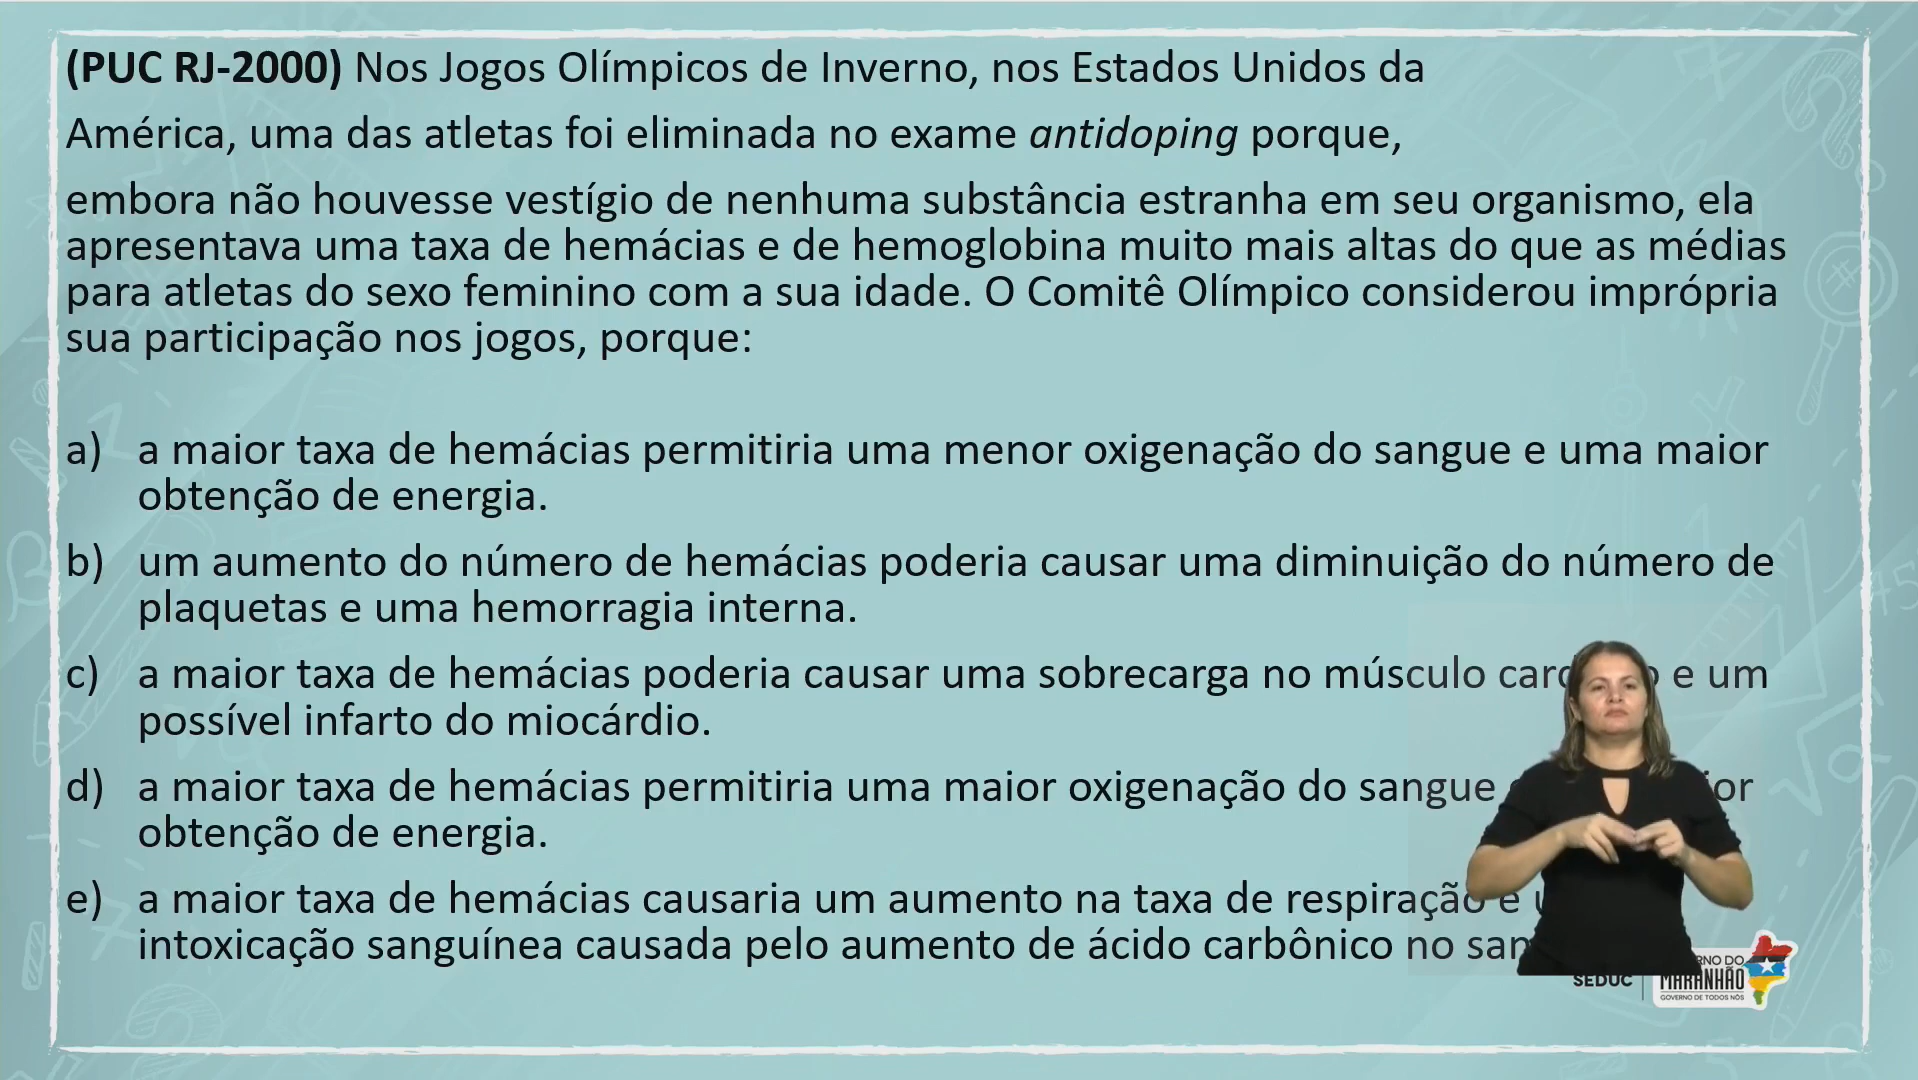 (PUC RJ-2000) Nos Jogos Olímpicos de Inverno, nos Estados Unidos da
América, uma das atletas foi eliminada no exame antidoping porque,
embora não houvesse vestígio de nenhuma substância estranha em seu organismo, ela
apresentava uma taxa de hemácias e de hemoglobina muito mais altas do que as médias
para atletas do sexo feminino com a sua idade. O Comitê Olímpico considerou imprópria
sua participação nos jogos, porque:
a) a maior taxa de hemácias permitiria uma menor oxigenação do sangue e uma maior
obtenção de energia.
b) um aumento do número de hemácias poderia causar uma diminuição do número de
plaquetas e uma hemorragia interna.
c) a maior taxa de hemácias poderia causar uma sobrecarga no músculo e um
possível infarto do miocárdio.
d) a maior taxa de hemácias permitiria uma maior oxigenação do sangue
obtenção de energia.
e) a maior taxa de hemácias causaria um aumento na taxa de respiração e
intoxicação sanguínea causada pelo aumento de ácido carbônico no
DO
SEDUC MARANHÃO
GOVERNO DE TODOS NÓS